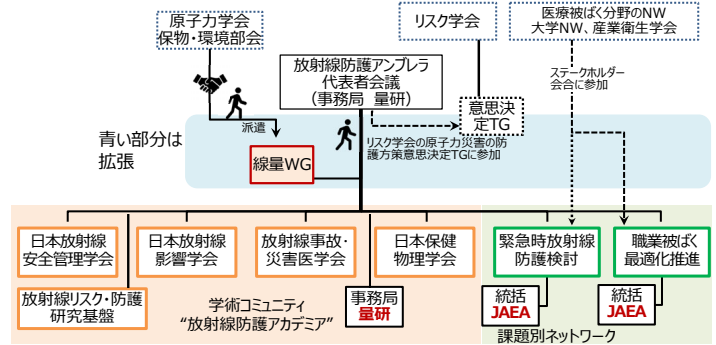 原子力学会
保物・環境部会
リスク学会
医療被ばく分野のNW
大学NW、産業衛生学会
放射線防護アンブレラ
代表者会議
（事務局 量研）
ステークホルダー
会合に参加
意思決
定TG
派遣
青い部分は
拡張
線量WG
リスク学会の原子力災害の防
護方策意思決定TGに参加
日本放射線
安全管理学会
日本放射線
影響学会
放射線事故・
災害医学会
日本保健
物理学会
緊急時放射線
防護検討
職業被ばく
最適化推進
放射線リスク・防護
研究基盤
学術コミュニティ
“放射線防護アカデミア”
事務局
量研
統括
JAEA
統括
JAEA
課題別ネットワーク